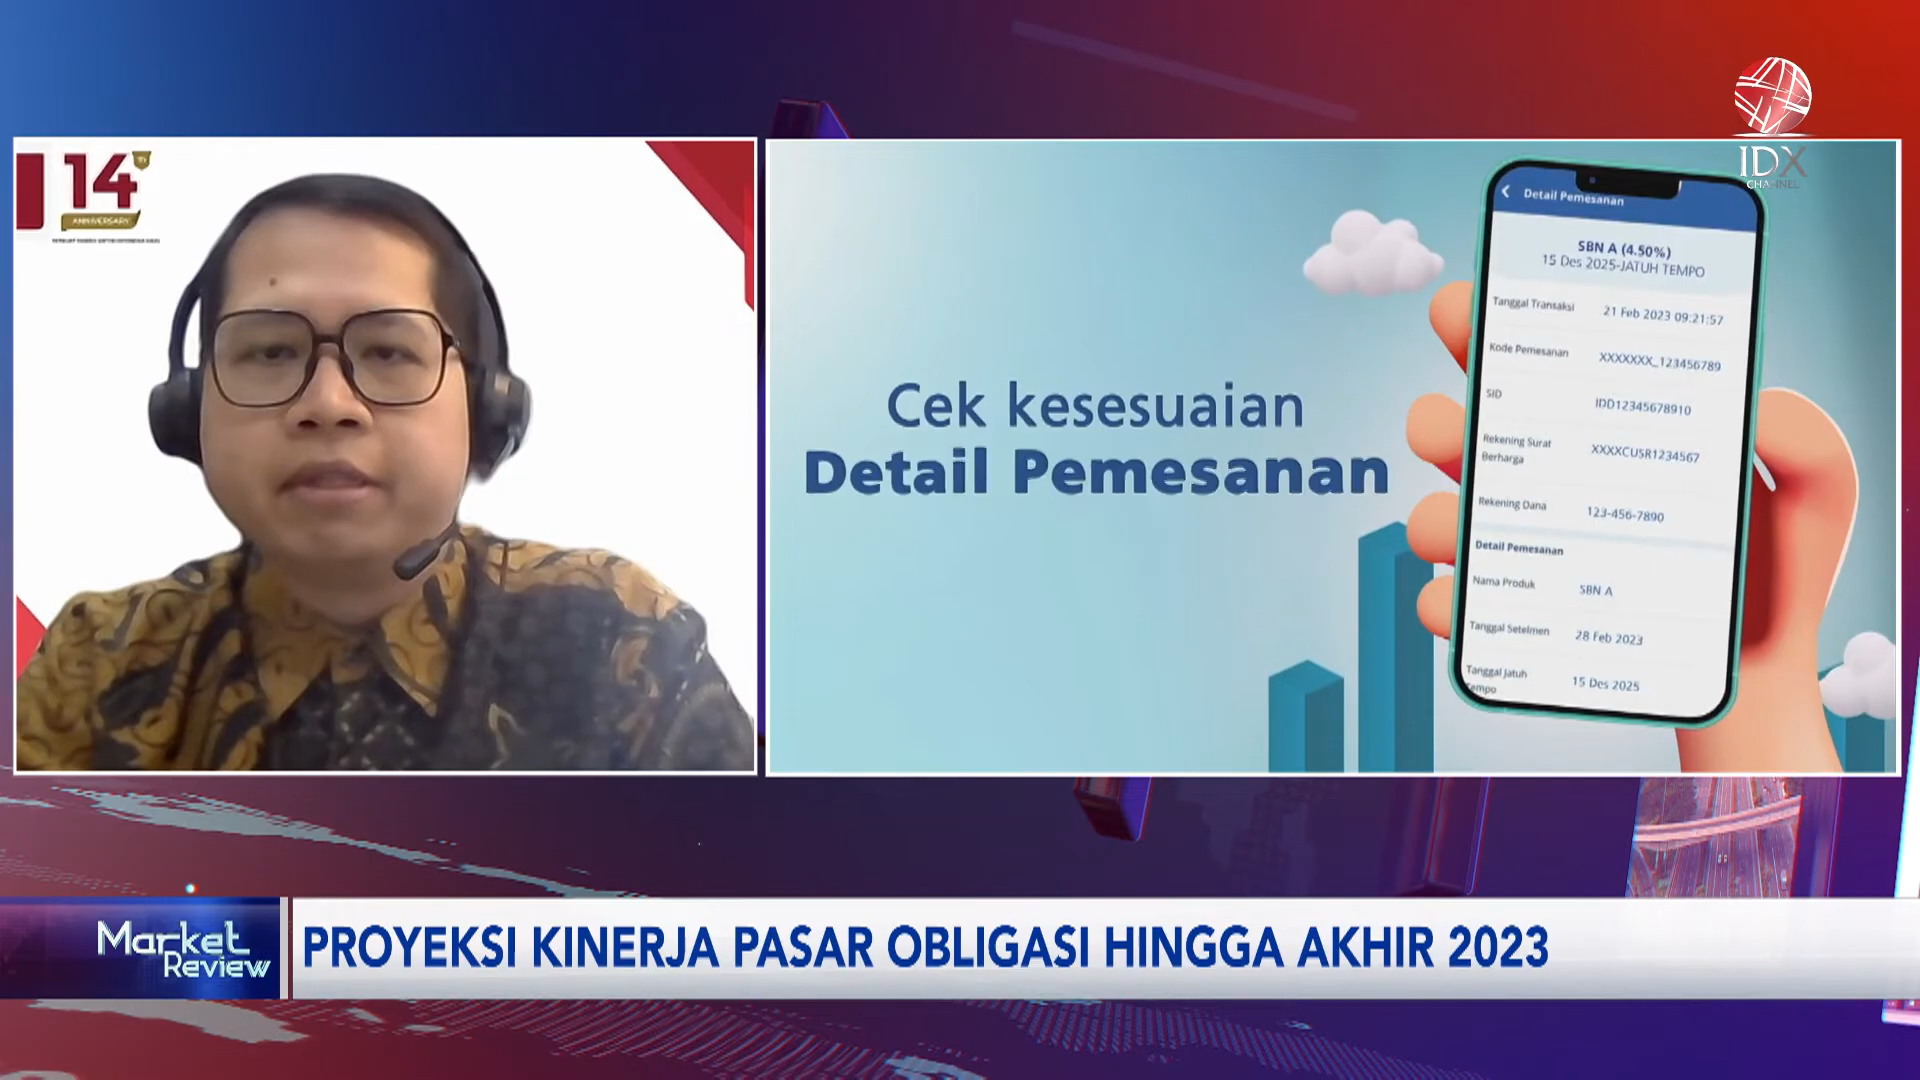 14
ANNIVERSARY
IDX
CHANNEL
Cek kesesuaian
Detail Pemesanan
Detail Pemesanan
SBN A (4.50%)
15 Des 2025-JATUH TEMPO
Tanggal Transaksi 21 Feb 2023 09:21:57
Kode Pemesanan XXXXXXX_123456789
SID IDD12345678910
Rekening Surat
Berharga XXXXCUSR1234567
Rekening Dana 123-456-7890
Detail Pemesanan
Nama Produk SBN A
Tanggal Setelmen 28 Feb 2023
Tanggal Jatuh
Tempo 15 Des 2025
Market
Review
PROYEKSI KINERJA PASAR OBLIGASI HINGGA AKHIR 2023